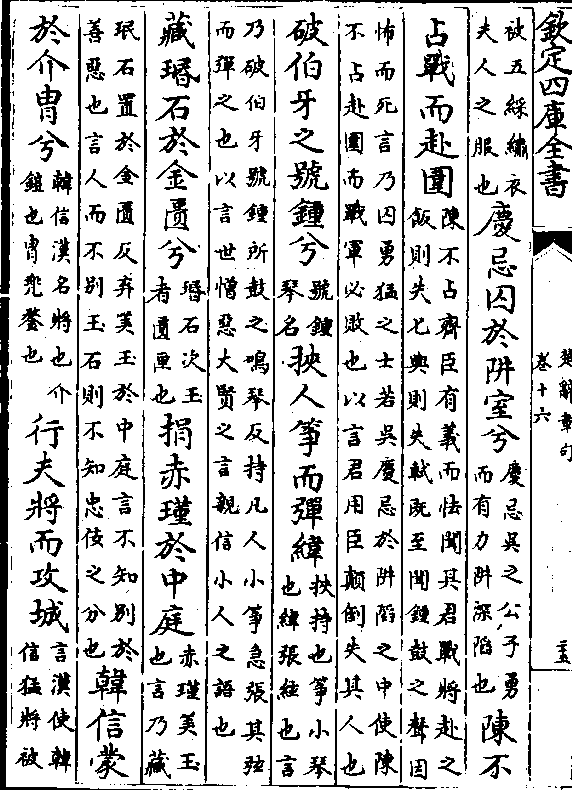 欽定四庫全書
楚辭章句
卷十六
二五
被五綵繡衣
夫人之服也
慶忌囚於阱室兮
慶忌吳之公子勇
而有力阱深陷也
陳不
占戰而赴圍
陳不占齊臣有義而怯聞其君戰將赴之
飯則失匕輿則失軾既至聞鍾鼓之聲因
怖而死言乃囚勇猛之士若吳慶忌於阱陷之中使陳
不占赴圍而戰軍必敗也以言君用臣顛倒失其人也
破伯牙之號鍾兮
號鍾
琴名
挾人箏而彈緯
挾持也箏小琴
也緯張絃也言
乃破伯牙號鍾所鼓之鳴琴反持凡人小箏急張其弦
而彈之也以言世憎惡大賢之言親信小人之語也
藏瑉石於金匱兮
瑉石次玉
者匱匣也
捐赤瑾於中庭
赤瑾美玉
也言乃藏
珉石置於金匱反弃美玉於中庭言不知別於
善惡也言人而不別玉石則不知忠佞之分也
韓信蒙
於介胄兮
韓信漢名將也介
鎧也胄兜鍪也
行夫將而攻城
言漢使韓
信猛將被